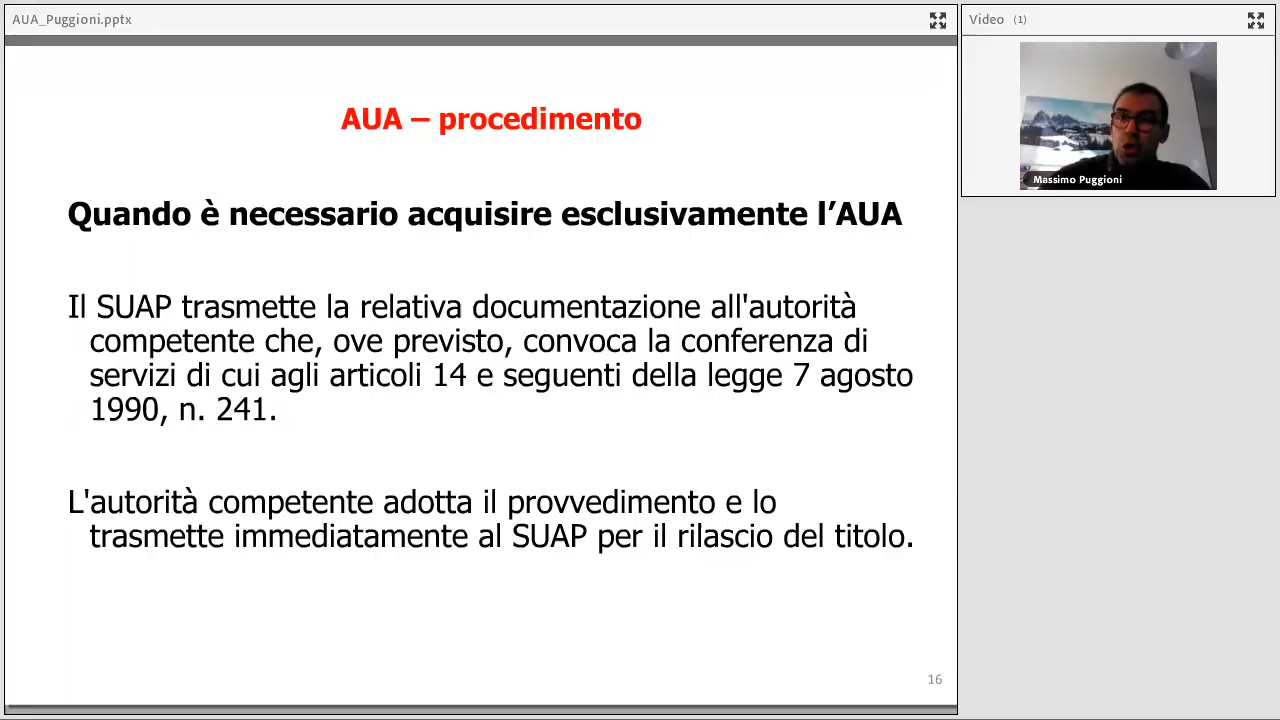 AUA_Puggioni.pptx
Video (1)
AUA – procedimento
Massimo Puggioni
Quando è necessario acquisire esclusivamente l’AUA
Il SUAP trasmette la relativa documentazione all'autorità
competente che, ove previsto, convoca la conferenza di
servizi di cui agli articoli 14 e seguenti della legge 7 agosto
1990, n. 241.
L'autorità competente adotta il provvedimento e lo
trasmette immediatamente al SUAP per il rilascio del titolo.
16